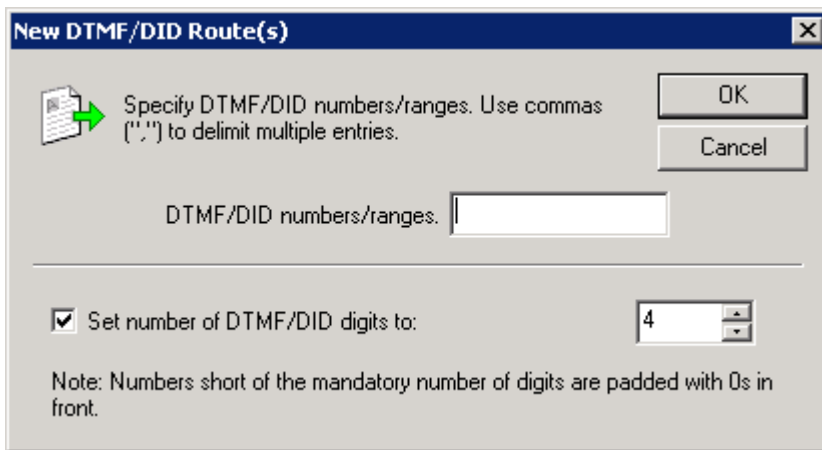 New DTMF/DID Route(s)
Specify DTMF/DID numbers/ranges. Use commas
(",") to delimit multiple entries.
OK
Cancel
DTMF/DID numbers/ranges.
Set number of DTMF/DID digits to:
4
Note: Numbers short of the mandatory number of digits are padded with 0s in
front.